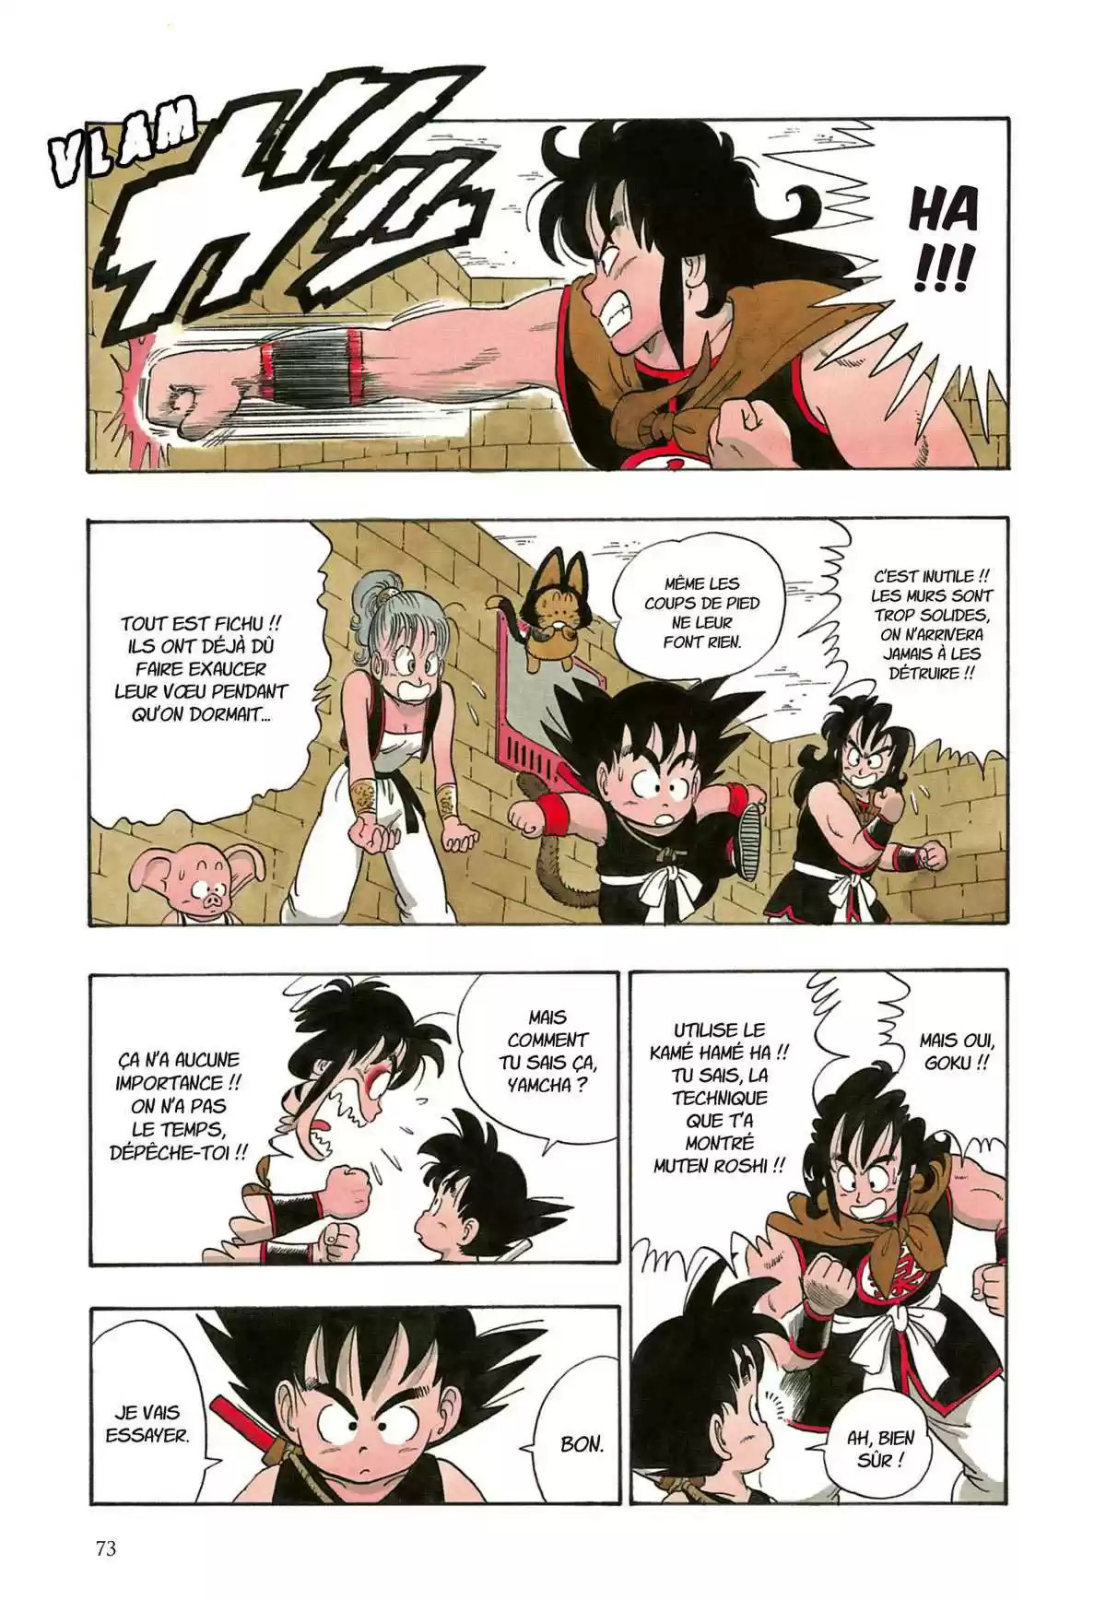 VLAM
HA
!!!
C'EST INUTILE !!
LES MURS SONT
TROP SOLIDES,
ON N'ARRIVERA
JAMAIS À LES
DÉTRUIRE !!
MÊME LES
COUPS DE PIED
NE LEUR
FONT RIEN.
TOUT EST FICHU !!
ILS ONT DÉJÀ DÛ
FAIRE EXAUCER
LEUR VŒU PENDANT
QU'ON DORMAIT...
MAIS OUI,
GOKU !!
UTILISE LE
KAMÉ HAMÉ HA !!
TU SAIS, LA
TECHNIQUE
QUE T'A
MONTRÉ
MUTEN ROSHI !!
AH, BIEN
SÛR !
MAIS
COMMENT
TU SAIS ÇA,
YAMCHA ?
ÇA N'A AUCUNE
IMPORTANCE !!
ON N'A PAS
LE TEMPS,
DÉPÊCHE-TOI !!
BON.
JE VAIS
ESSAYER.
73